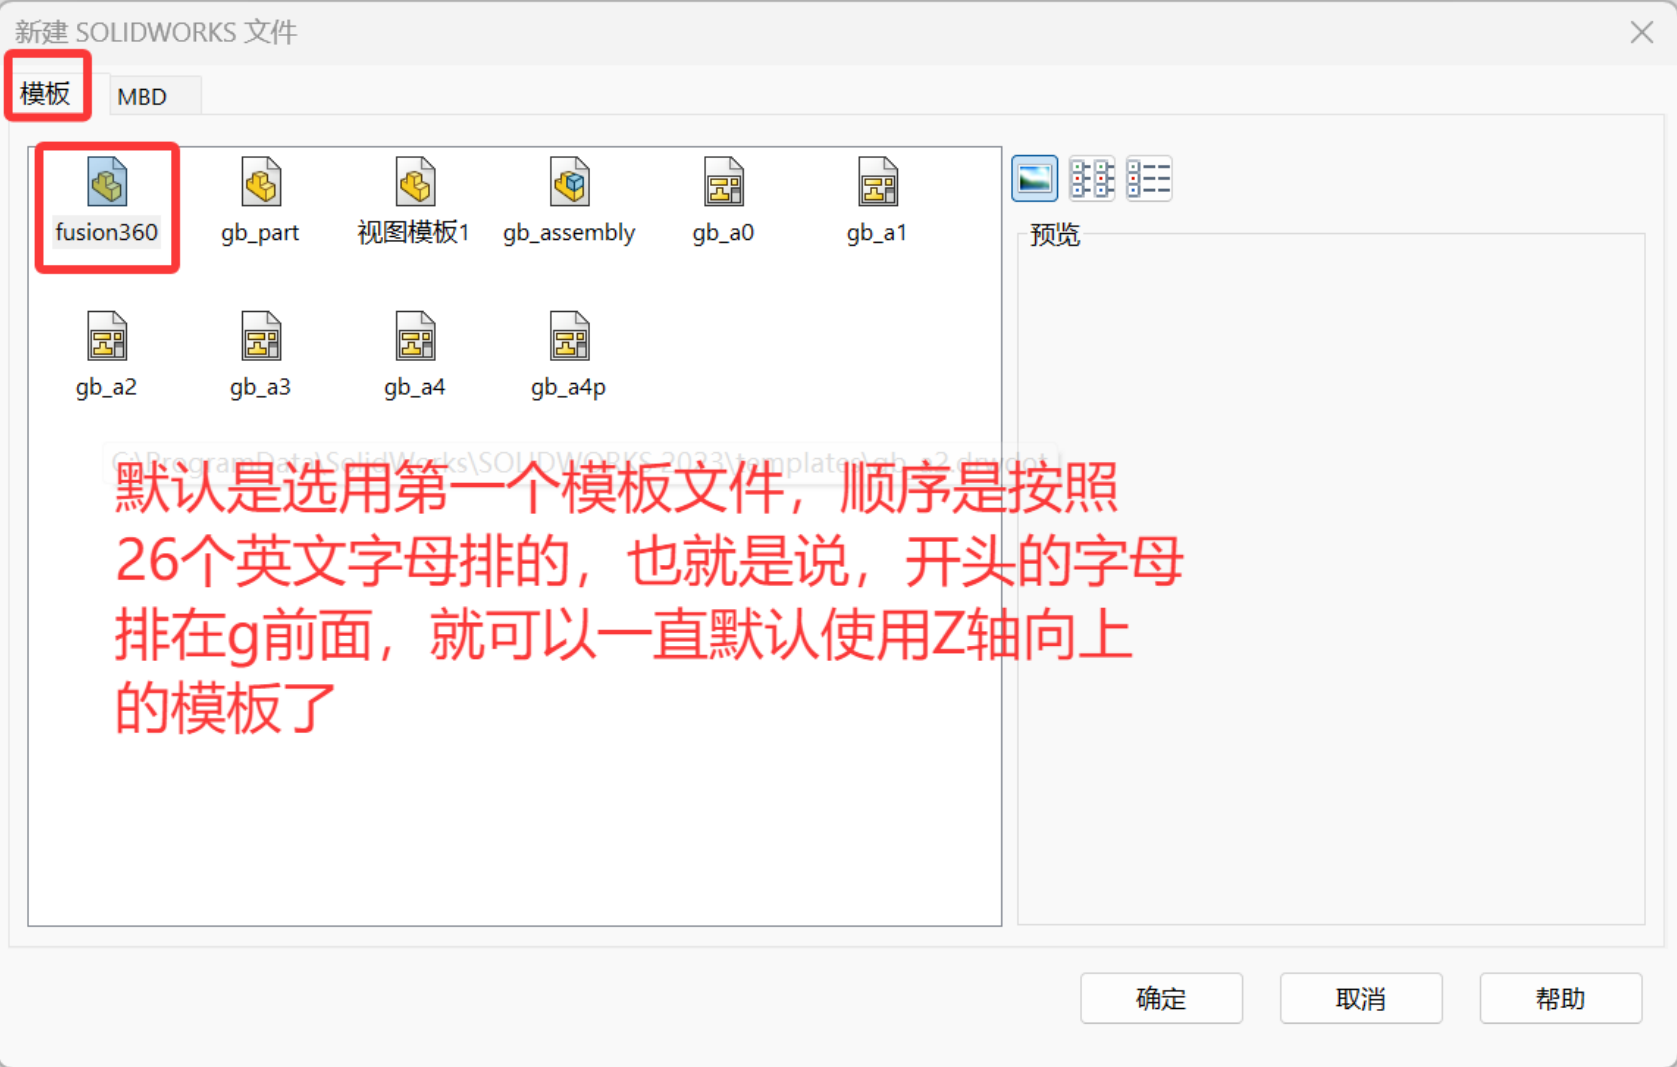 新建 SOLIDWORKS 文件
模板
MBD
fusion360
gb_part
视图模板1
gb_assembly
gb_a0
gb_a1
预览
gb_a2
gb_a3
gb_a4
gb_a4p
C:\ProgramData\SolidWorks\SOLIDWORKS 2023\templates\gb_a2.drwdot
默认是选用第一个模板文件，顺序是按照
26个英文字母排的，也就是说，开头的字母
排在g前面，就可以一直默认使用Z轴向上
的模板了
确定
取消
帮助